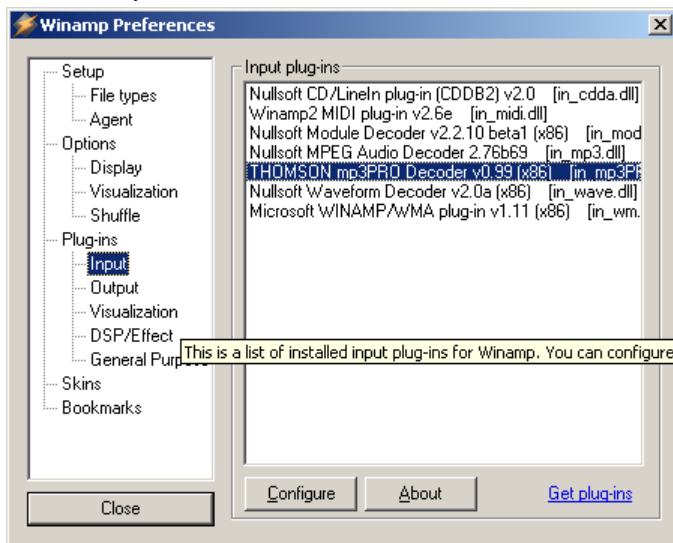 Winamp Preferences
Setup
File types
Agent
Options
Display
Visualization
Shuffle
Plug-ins
Input
Output
Visualization
DSP/Effect
General
Skins
Bookmarks
Close
Input plug-ins
Nullsoft CD/LineIn plug-in (CDDB2) v2.0 [in_cdda.dll]
Winamp2 MIDI plug-in v2.6e [in_midi.dll]
Nullsoft Module Decoder v2.2.10 beta1 (x86) [in_mod
Nullsoft MPEG Audio Decoder 2.76b69 [in_mp3.dll]
THOMSON mp3PRO Decoder v0.99 (x86) [in_mp3P
Nullsoft Waveform Decoder v2.0a (x86) [in_wave.dll]
Microsoft WINAMP/WMA plug-in v1.11 (x86) [in_wm.
This is a list of installed input plug-ins for Winamp. You can configure
Configure
About
Get plug-ins